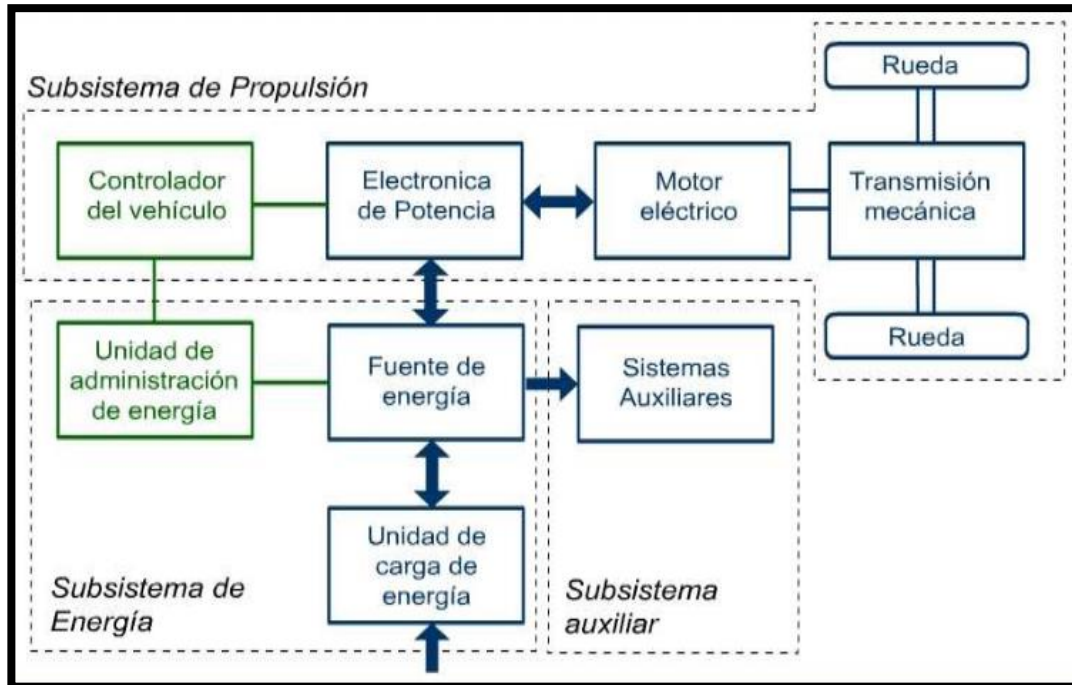 Subsistema de Propulsión
Rueda
Controlador
del vehículo
Electronica
de Potencia
Motor
eléctrico
Transmisión
mecánica
Rueda
Unidad de
administración
de energía
Fuente de
energía
Sistemas
Auxiliares
Unidad de
carga de
energía
Subsistema de
Energía
Subsistema
auxiliar